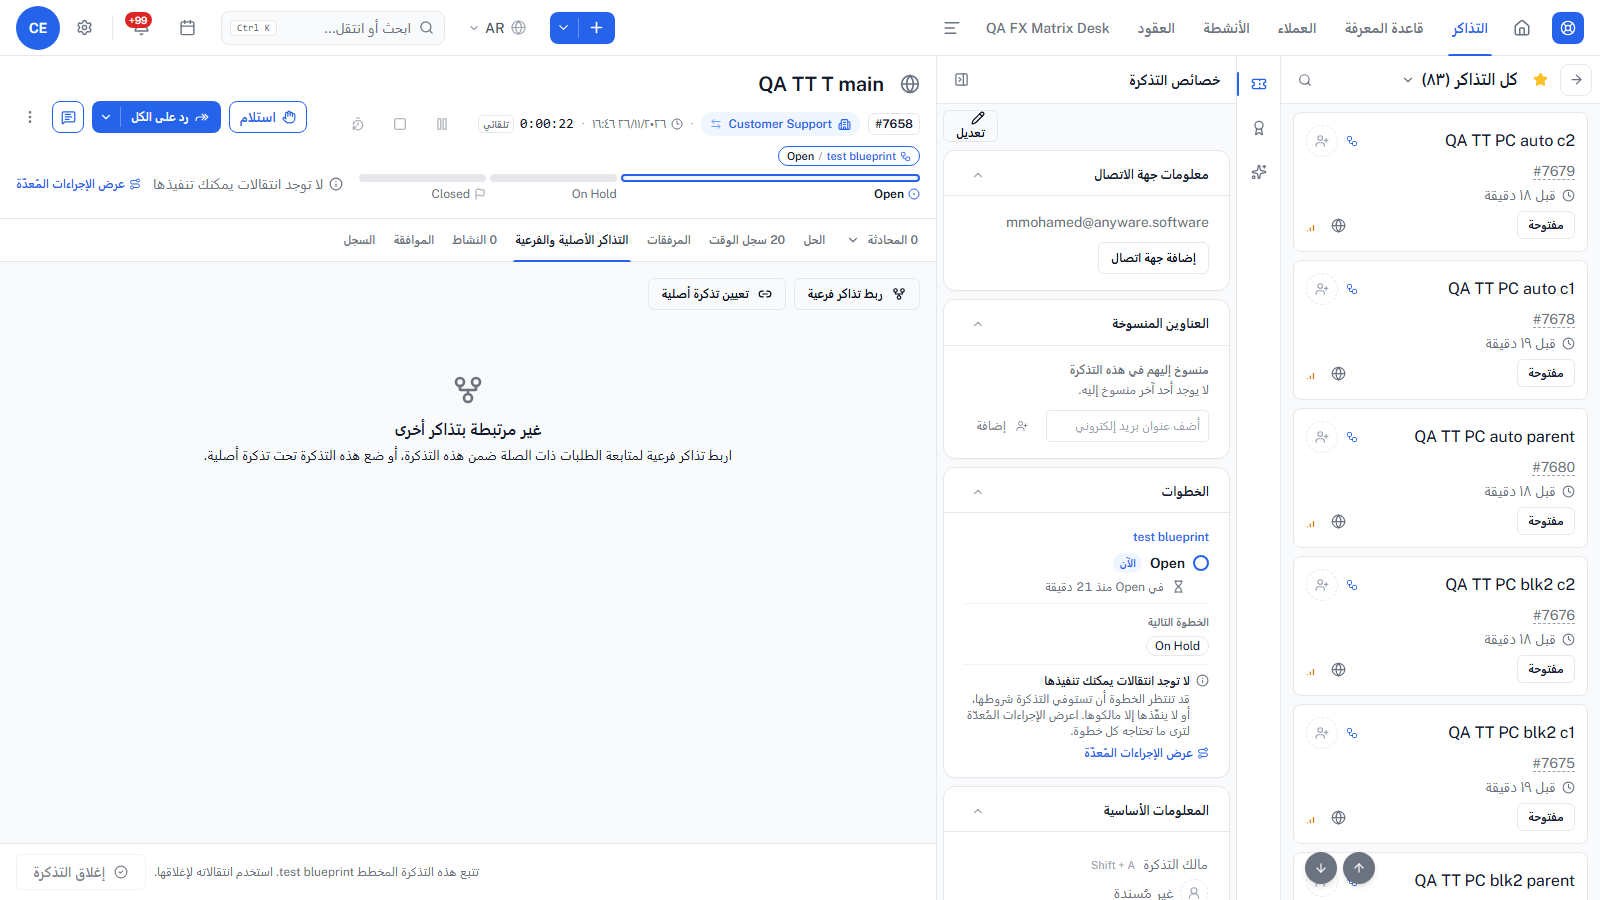 التذاكر
قاعدة المعرفة
العملاء
الأنشطة
العقود
QA FX Matrix Desk
AR
ابحث أو انتقل...
Ctrl K
+99
CE
كل التذاكر (٨٣)
QA TT PC auto c2
#7679
قبل ١٨ دقيقة
مفتوحة
QA TT PC auto c1
#7678
قبل ١٩ دقيقة
مفتوحة
QA TT PC auto parent
#7680
قبل ١٨ دقيقة
مفتوحة
QA TT PC blk2 c2
#7676
قبل ١٨ دقيقة
مفتوحة
QA TT PC blk2 c1
#7675
قبل ١٩ دقيقة
مفتوحة
QA TT PC blk2 parent
خصائص التذكرة
تعديل
معلومات جهة الاتصال
mmohamed@anyware.software
إضافة جهة اتصال
العناوين المنسوخة
منسوخ إليهم في هذه التذكرة
لا يوجد أحد آخر منسوخ إليه.
أضف عنوان بريد إلكتروني
إضافة
الخطوات
test blueprint
Open الآن
في Open منذ 21 دقيقة
الخطوة التالية
On Hold
لا توجد انتقالات يمكنك تنفيذها
قد تنتظر الخطوة أن تستوفي التذكرة شروطها،
أو لا ينفّذها إلا مالكوها. اعرض الإجراءات المُعدّة
لترى ما تحتاجه كل خطوة.
عرض الإجراءات المُعدّة
المعلومات الأساسية
مالك التذكرة Shift + A
غير مُسندة
QA TT T main
#7658
Customer Support
·
٢٦/١١/٢٠٢٦ ١٦:٤٦
·
0:00:22
تلقائي
استلام
رد على الكل
test blueprint / Open
Open
On Hold
Closed
لا توجد انتقالات يمكنك تنفيذها
عرض الإجراءات المُعدّة
0 المحادثة
الحل
20 سجل الوقت
المرفقات
التذاكر الأصلية والفرعية
الموافقة
0 النشاط
السجل
ربط تذاكر فرعية
تعيين تذكرة أصلية
غير مرتبطة بتذاكر أخرى
اربط تذاكر فرعية لمتابعة الطلبات ذات الصلة ضمن هذه التذكرة، أو ضع هذه التذكرة تحت تذكرة أصلية.
تتبع هذه التذكرة المخطط test blueprint. استخدم انتقالاته لإغلاقها.
إغلاق التذكرة